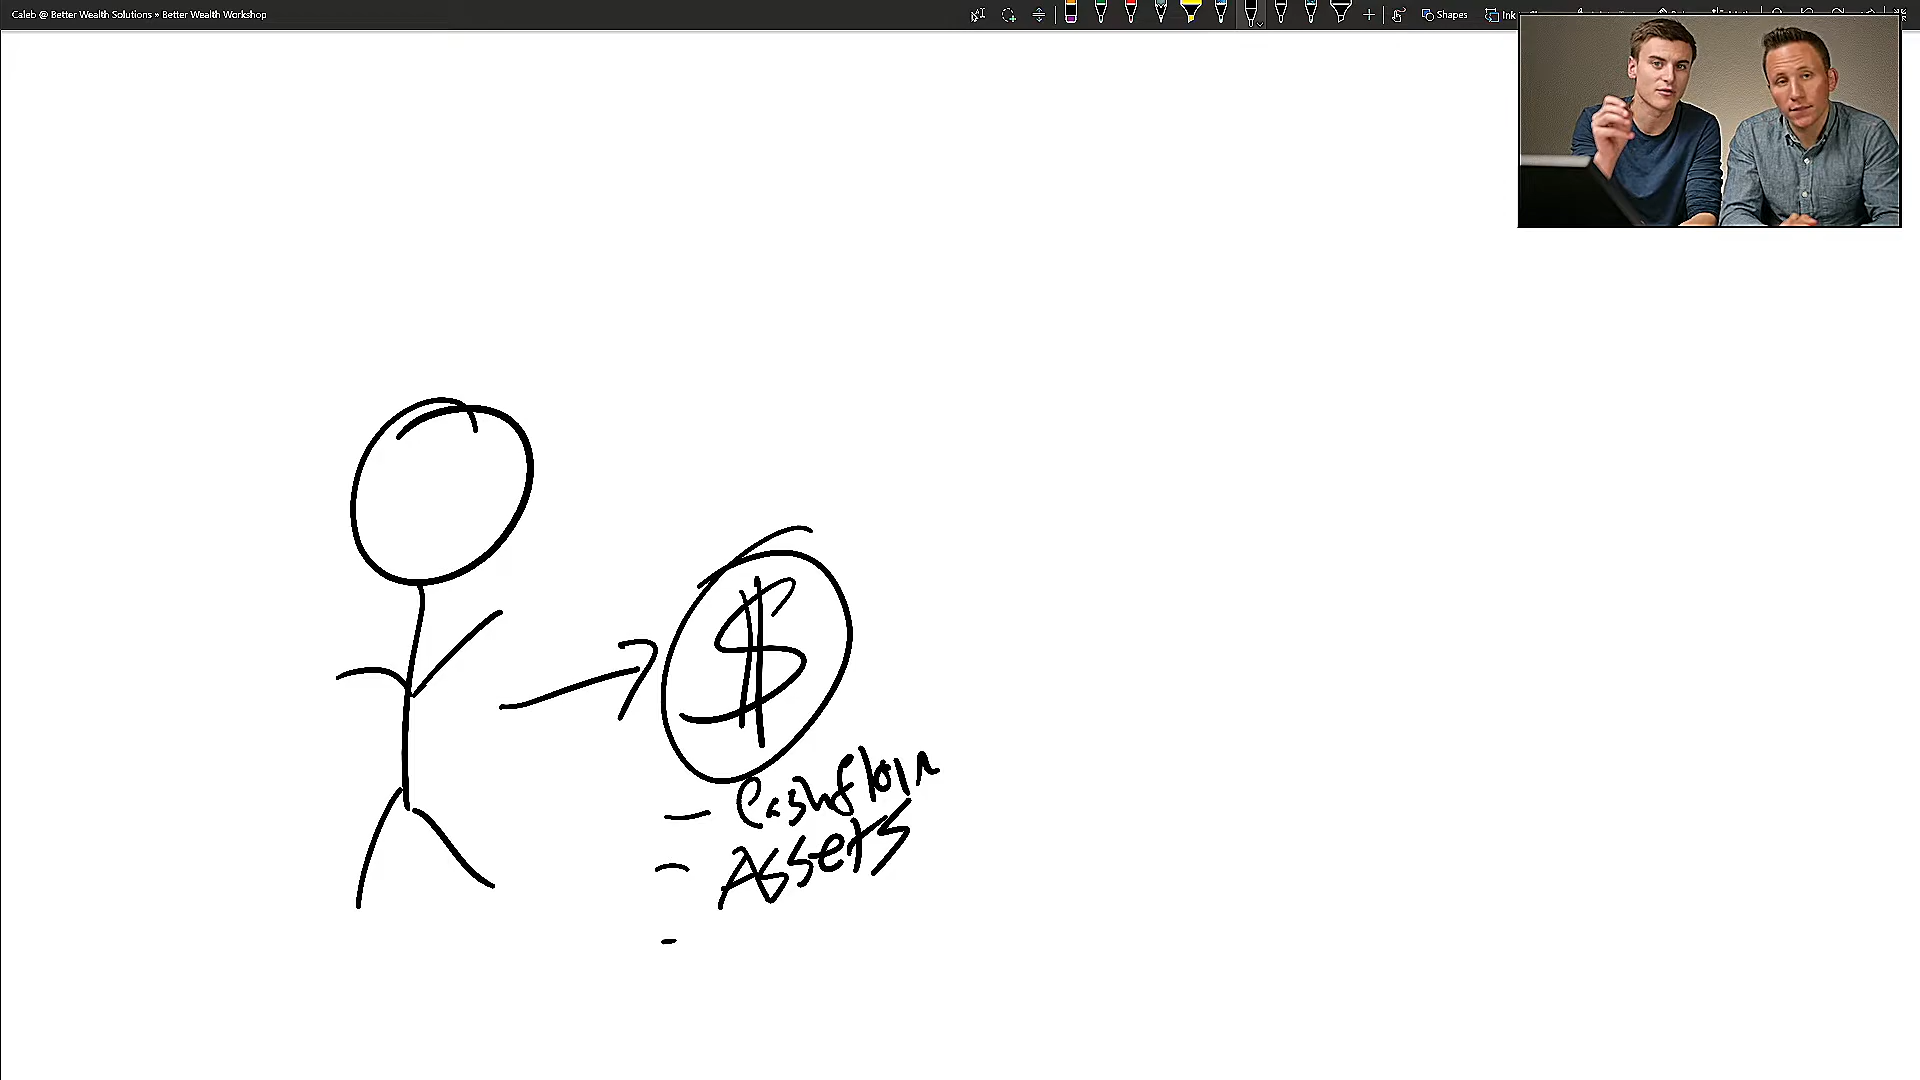 Caleb @ Better Wealth Solutions » Better Wealth Workshop
Shapes
Ink
$
- Cashflow
- Assets
-